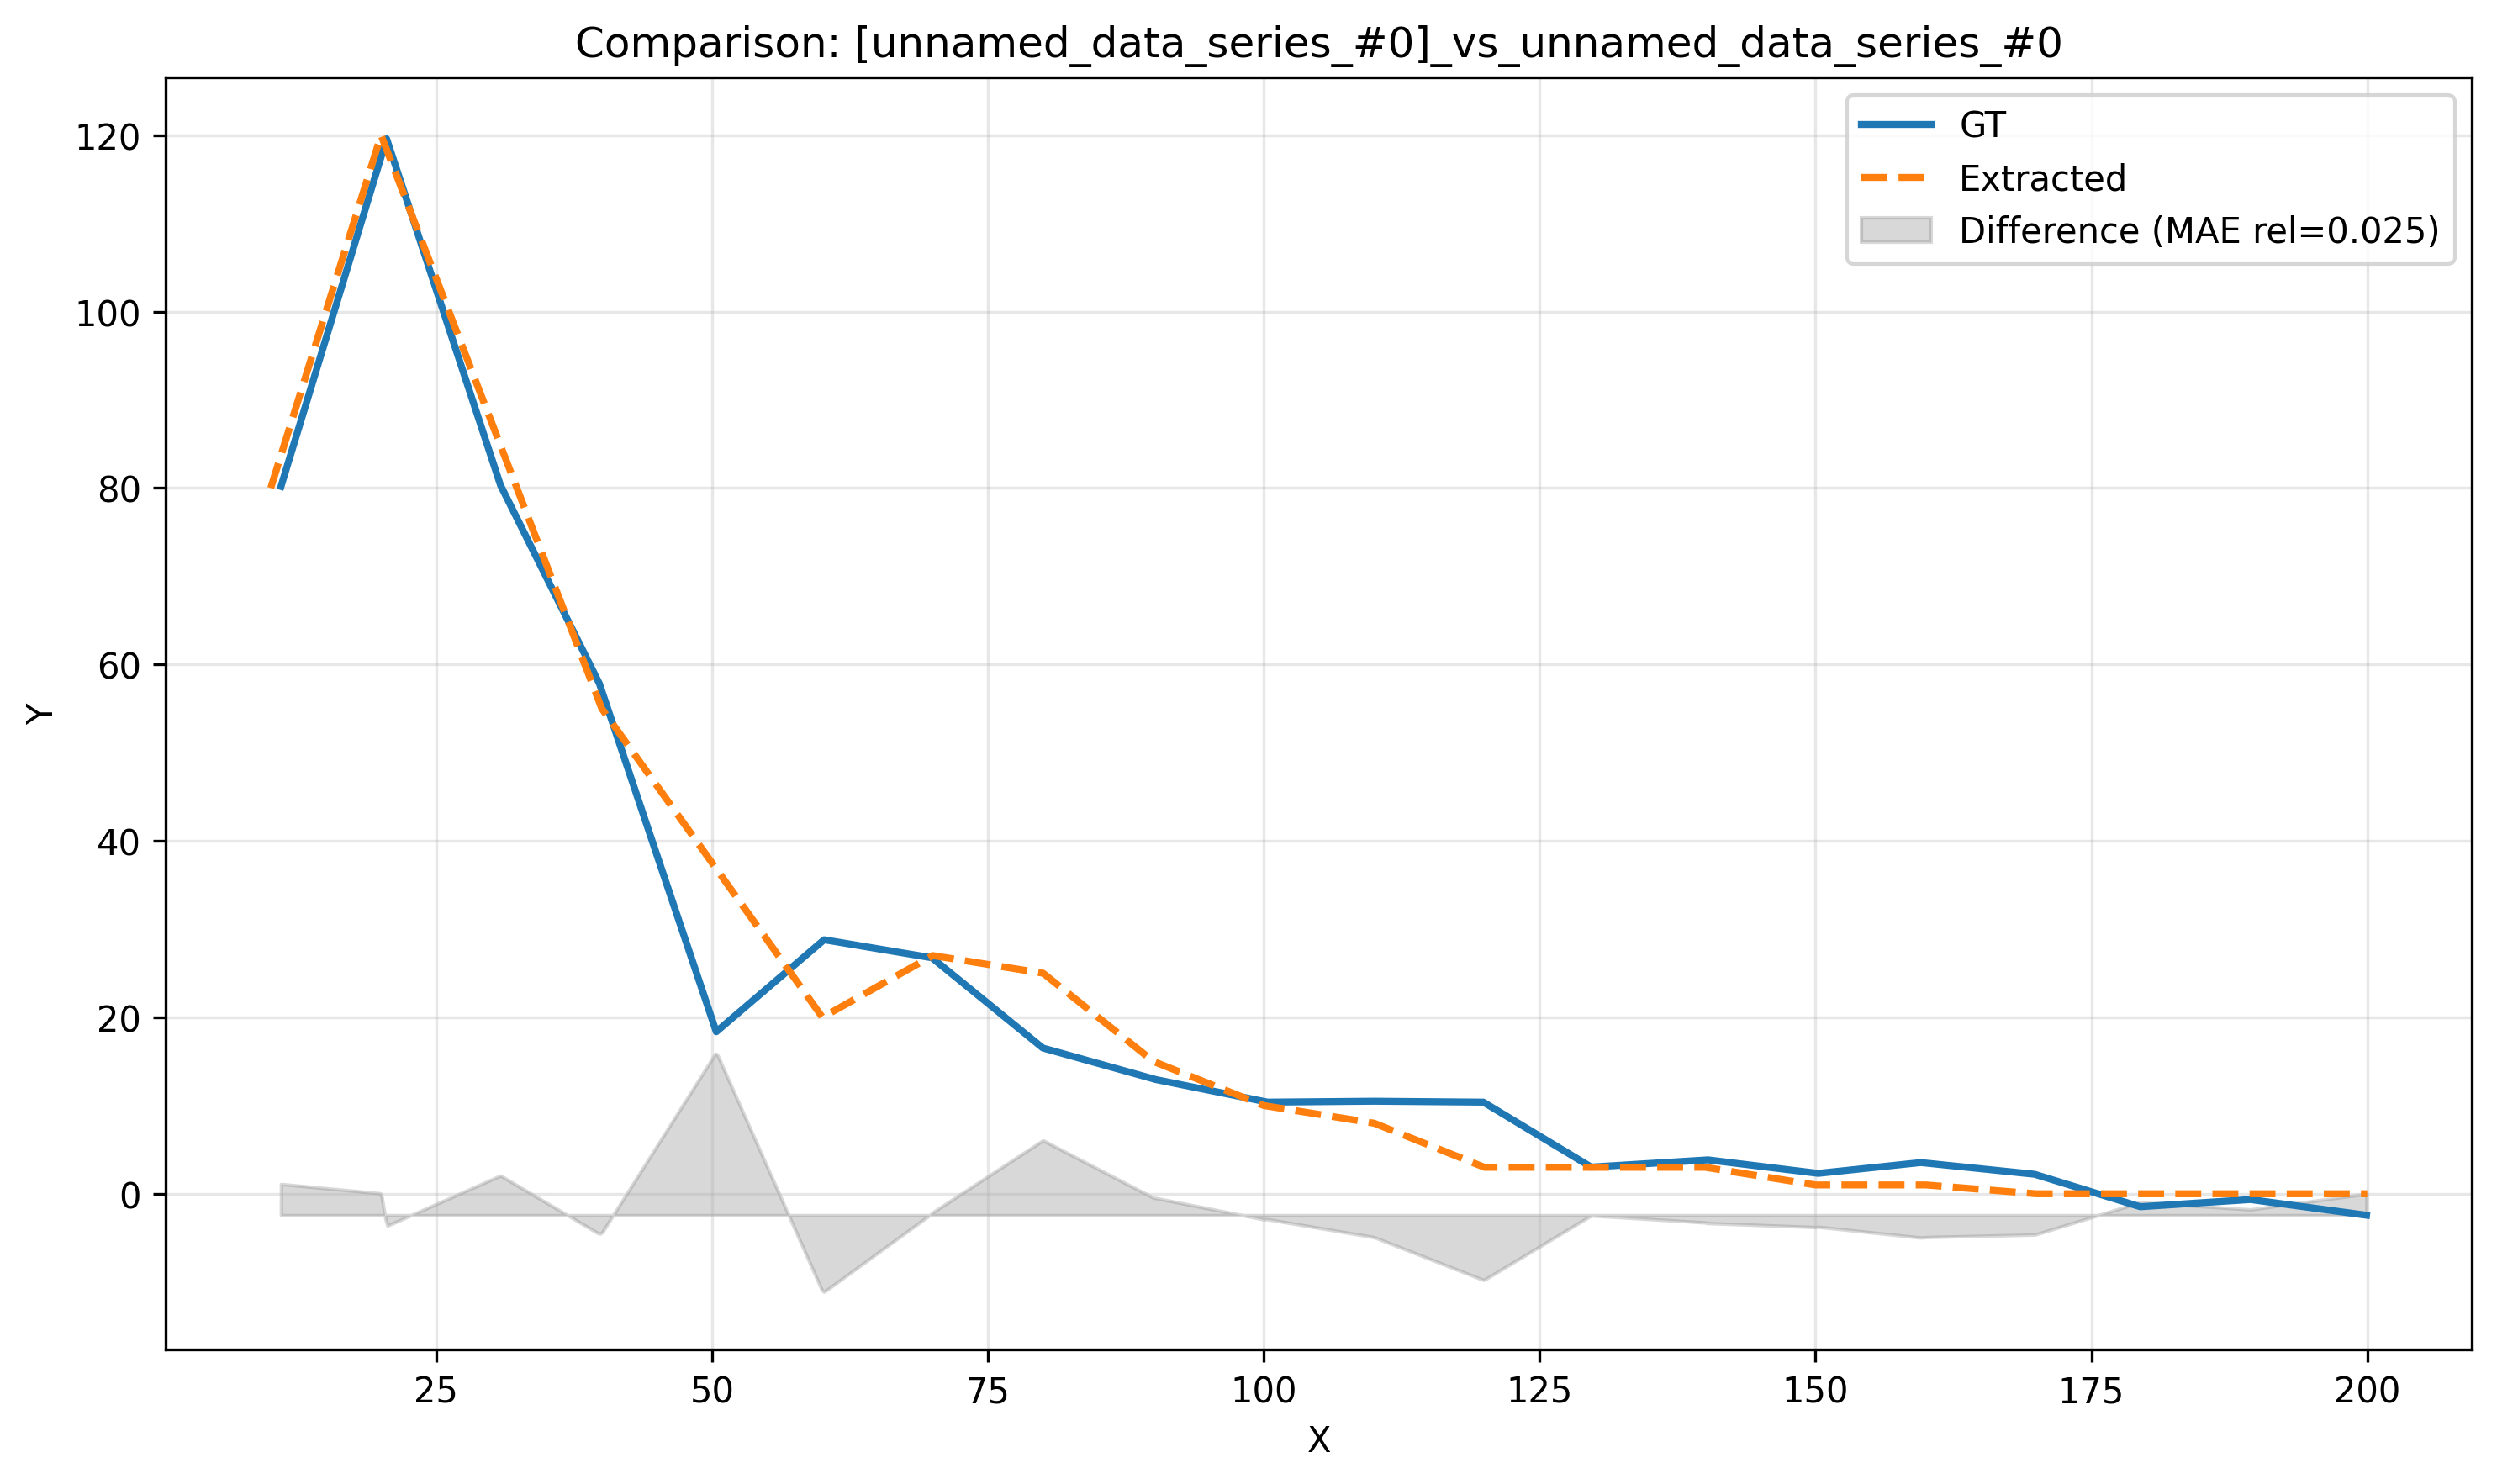 Comparison: [unnamed_data_series_#0]_vs_unnamed_data_series_#0
GT
Extracted
Difference (MAE rel=0.025)
120
100
80
60
40
20
0
Y
25 50 75 100 125 150 175 200
X